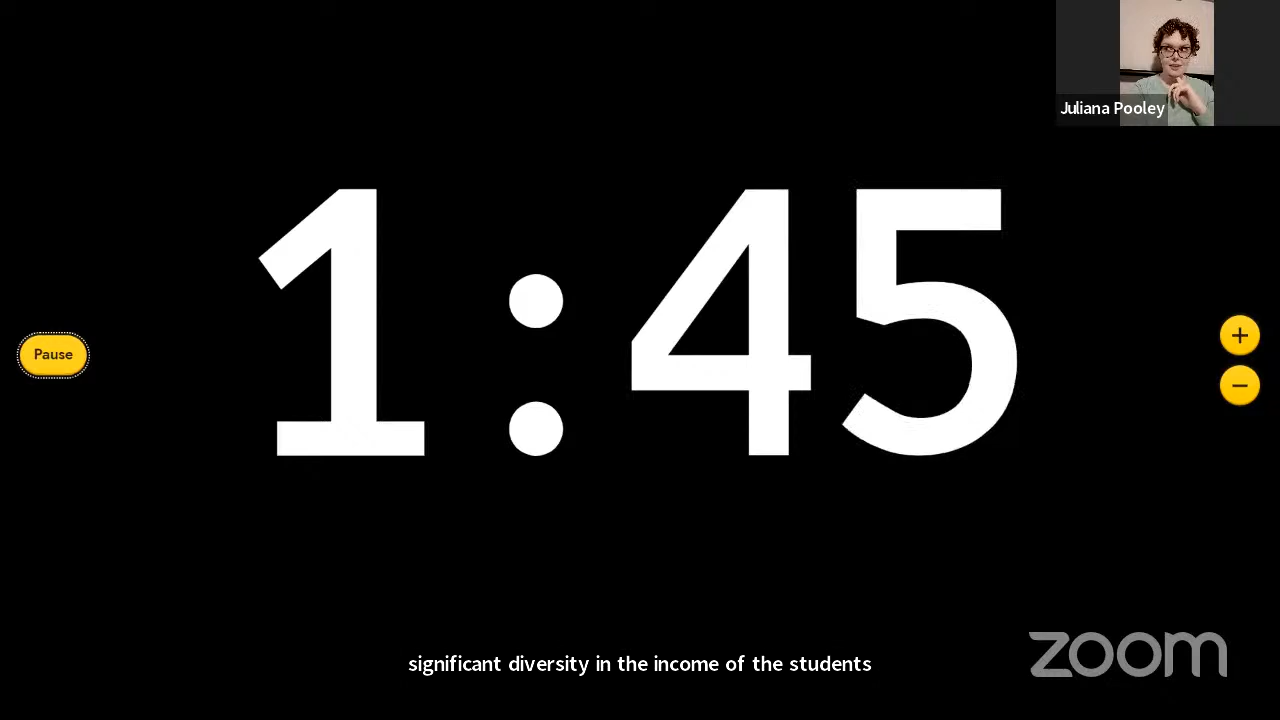 Juliana Pooley
1:45
Pause
+
−
significant diversity in the income of the students
zoom